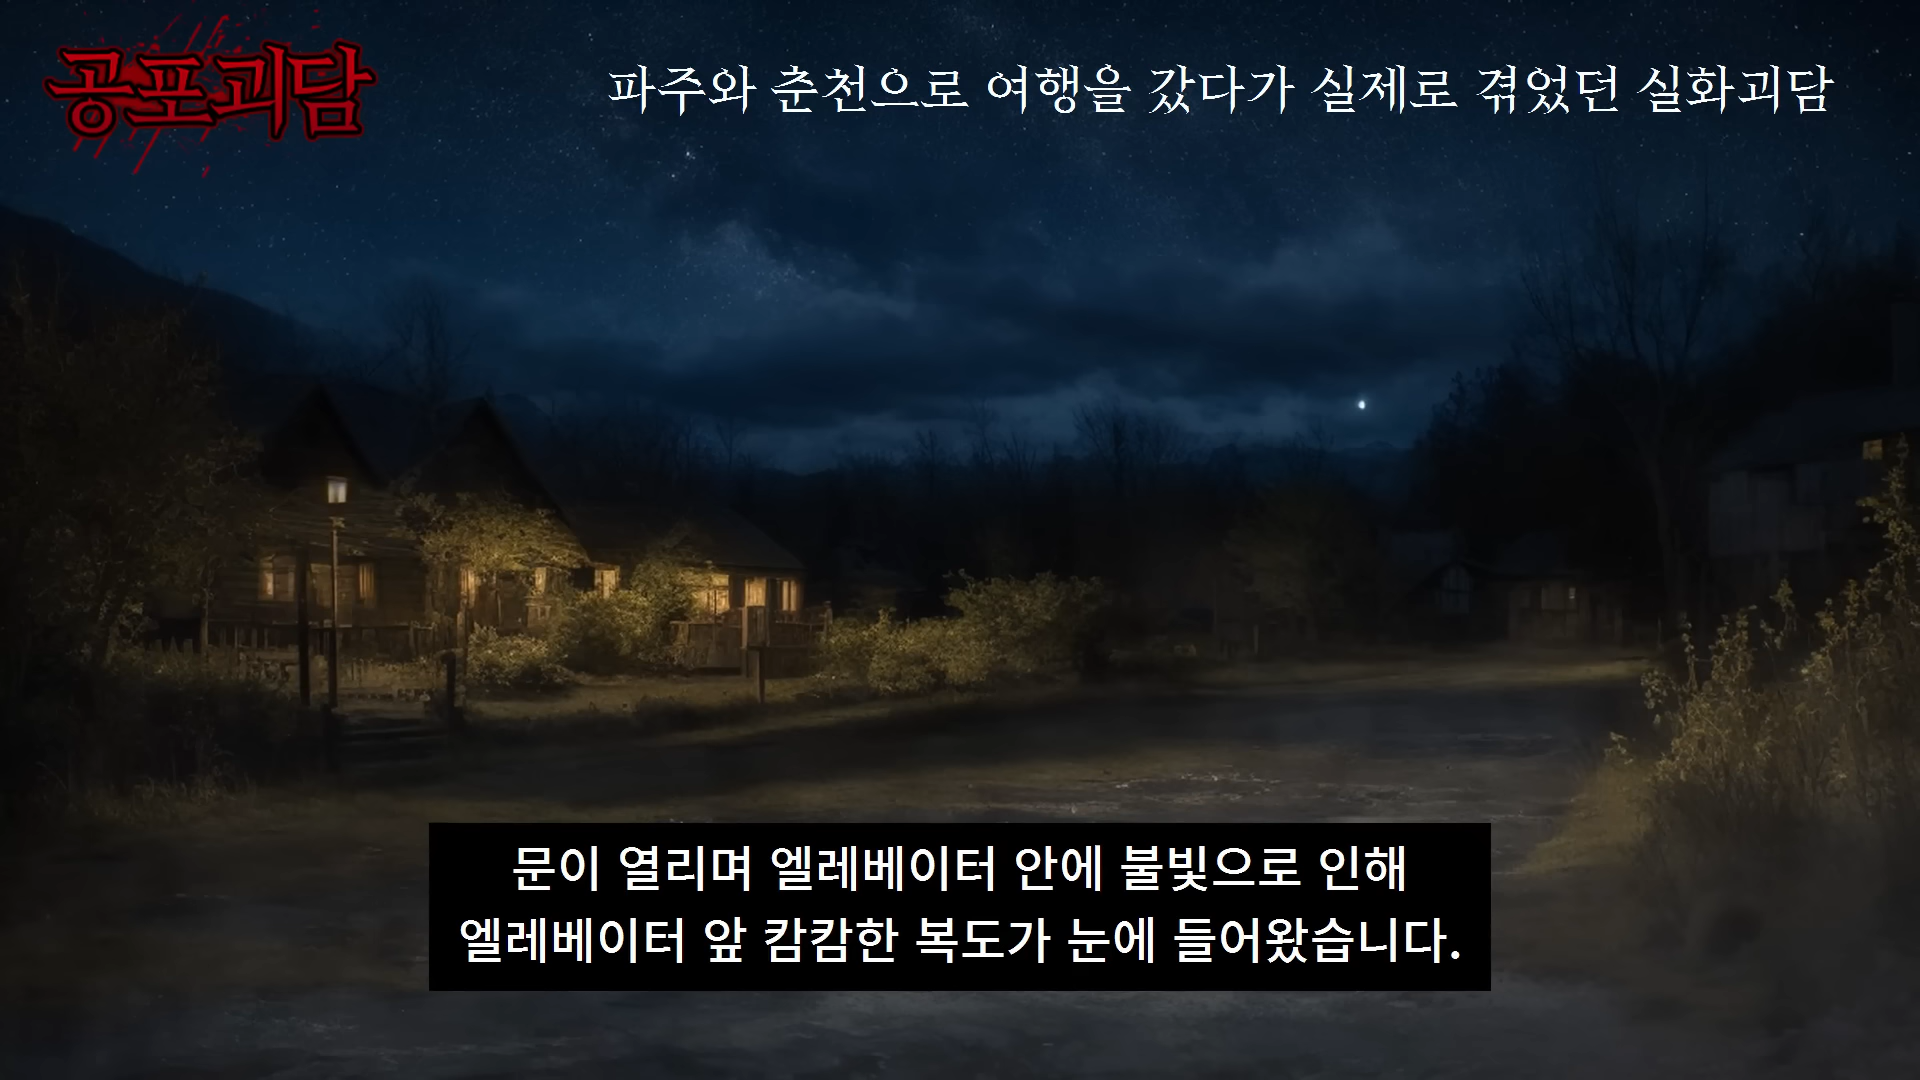 공포괴담
파주와 춘천으로 여행을 갔다가 실제로 겪었던 실화괴담
문이 열리며 엘레베이터 안에 불빛으로 인해
엘레베이터 앞 캄캄한 복도가 눈에 들어왔습니다.